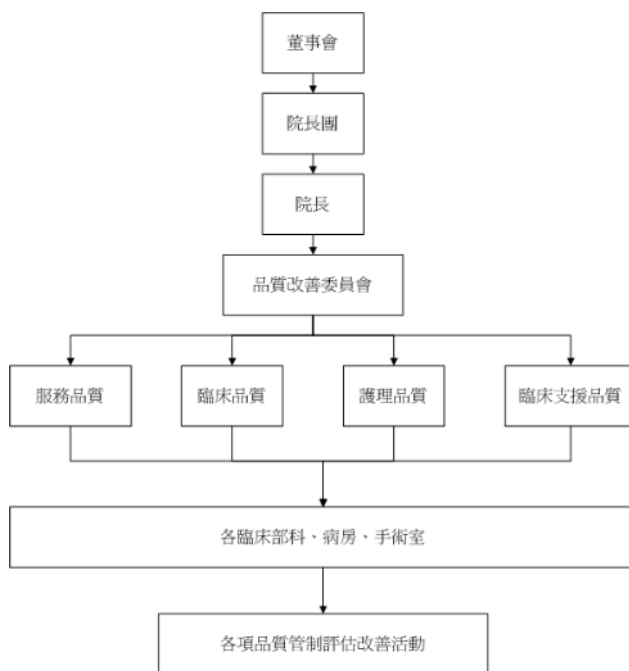 董事會
院長團
院長
品質改善委員會
服務品質
臨床品質
護理品質
臨床支援品質
各臨床部科、病房、手術室
各項品質管制評估改善活動